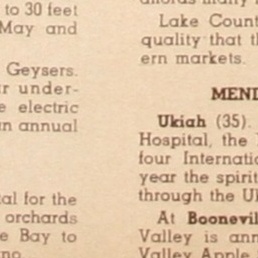 to 30 feet
May and
Geysers.
under-
electric
annual
for the
orchards
Bay to
Lake Count
quality that th
ern markets.
MEND
Ukiah (35).
Hospital, the
four Internatio
year the spirit
through the Uk
At Boonevil
Valley is ann
Valley Apple